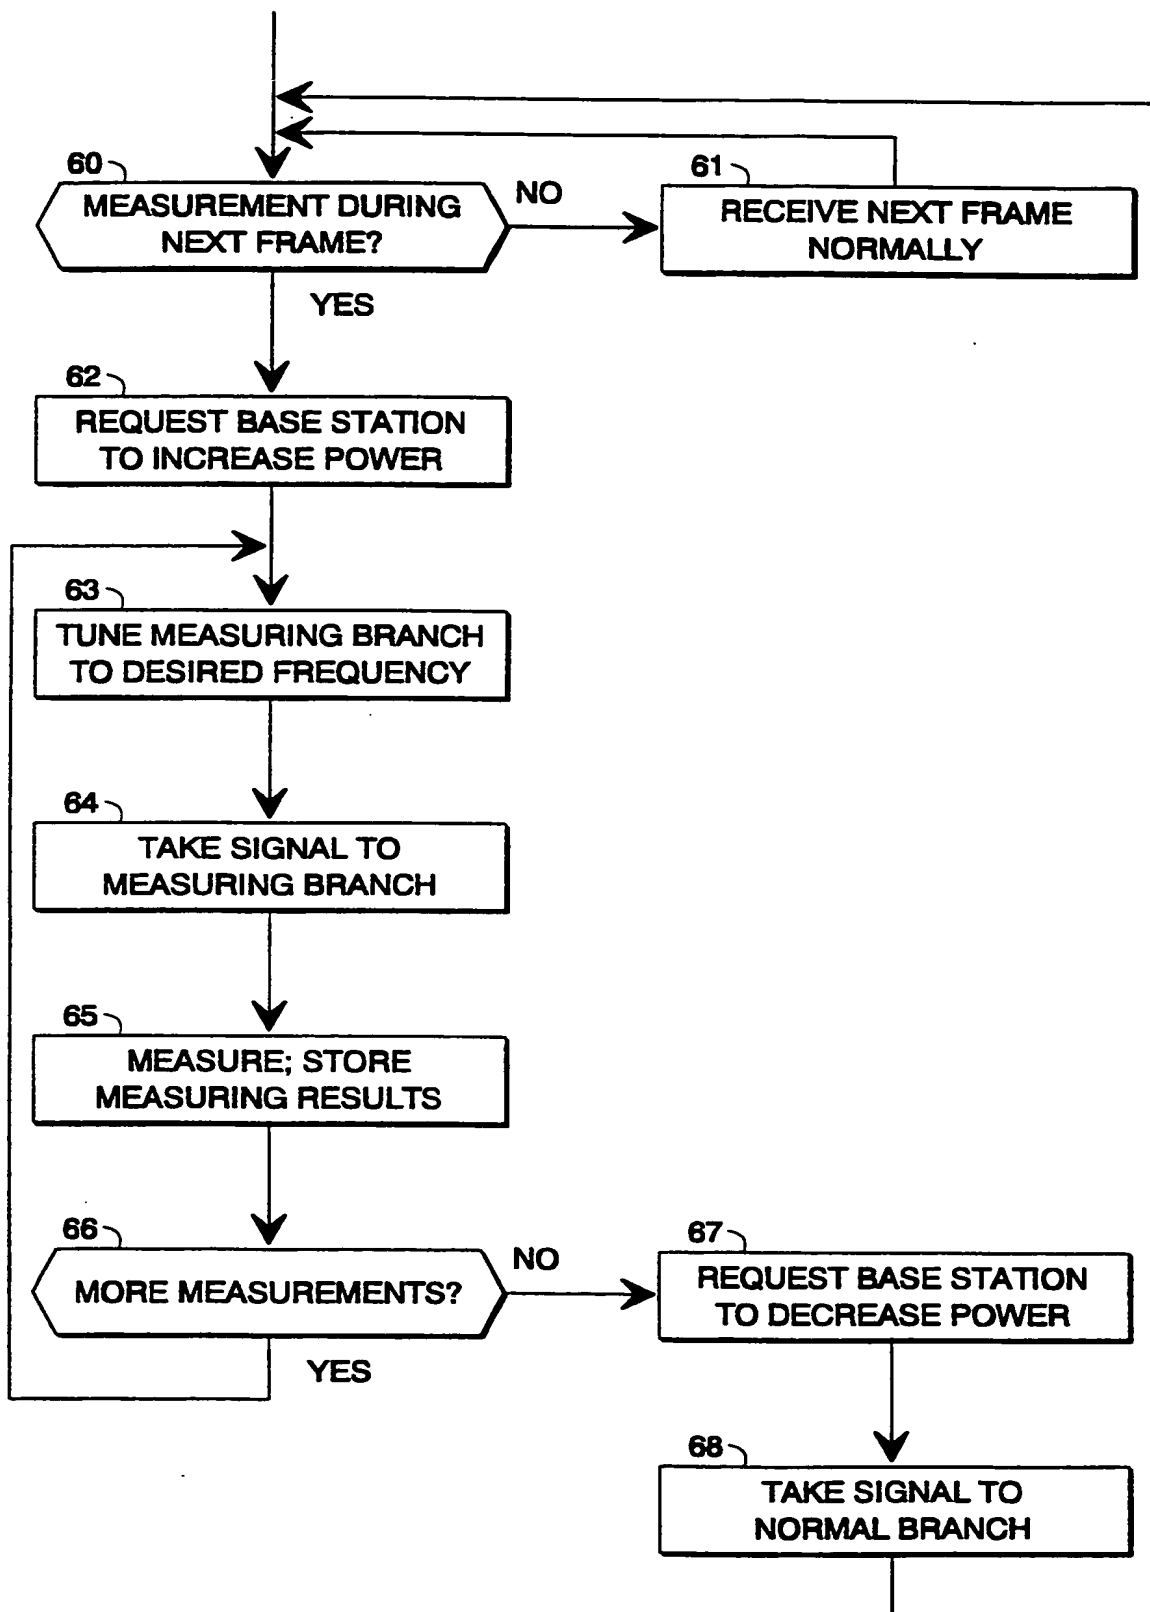 60
MEASUREMENT DURING
NEXT FRAME?
NO
61
RECEIVE NEXT FRAME
NORMALLY
YES
62
REQUEST BASE STATION
TO INCREASE POWER
63
TUNE MEASURING BRANCH
TO DESIRED FREQUENCY
64
TAKE SIGNAL TO
MEASURING BRANCH
65
MEASURE; STORE
MEASURING RESULTS
66
MORE MEASUREMENTS?
NO
YES
67
REQUEST BASE STATION
TO DECREASE POWER
68
TAKE SIGNAL TO
NORMAL BRANCH